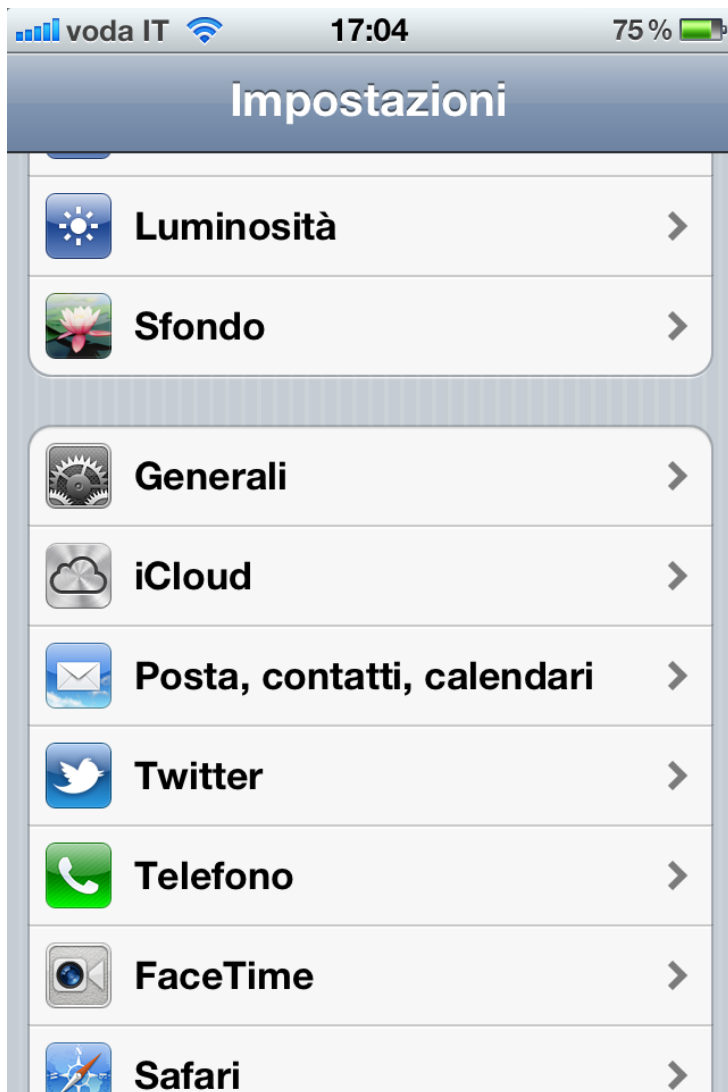 voda IT 17:04 75%
Impostazioni
Luminosità
Sfondo
Generali
iCloud
Posta, contatti, calendari
Twitter
Telefono
FaceTime
Safari